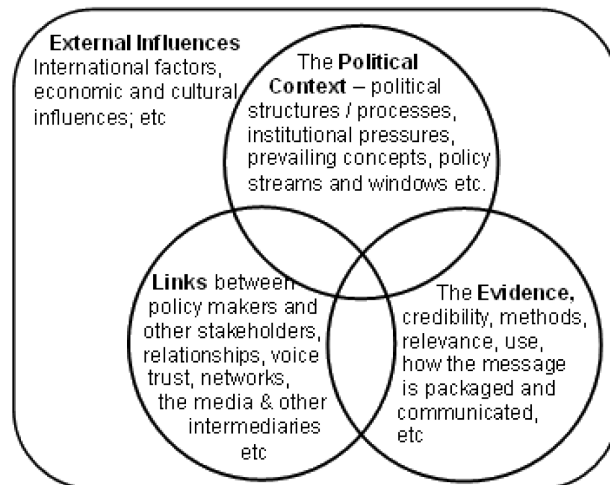 External Influences
International factors,
economic and cultural
influences; etc
The Political
Context – political
structures / processes,
institutional pressures,
prevailing concepts, policy
streams and windows etc.
Links between
policy makers and
other stakeholders,
relationships, voice
trust, networks,
the media & other
intermediaries
etc
The Evidence,
credibility, methods,
relevance, use,
how the message
is packaged and
communicated,
etc